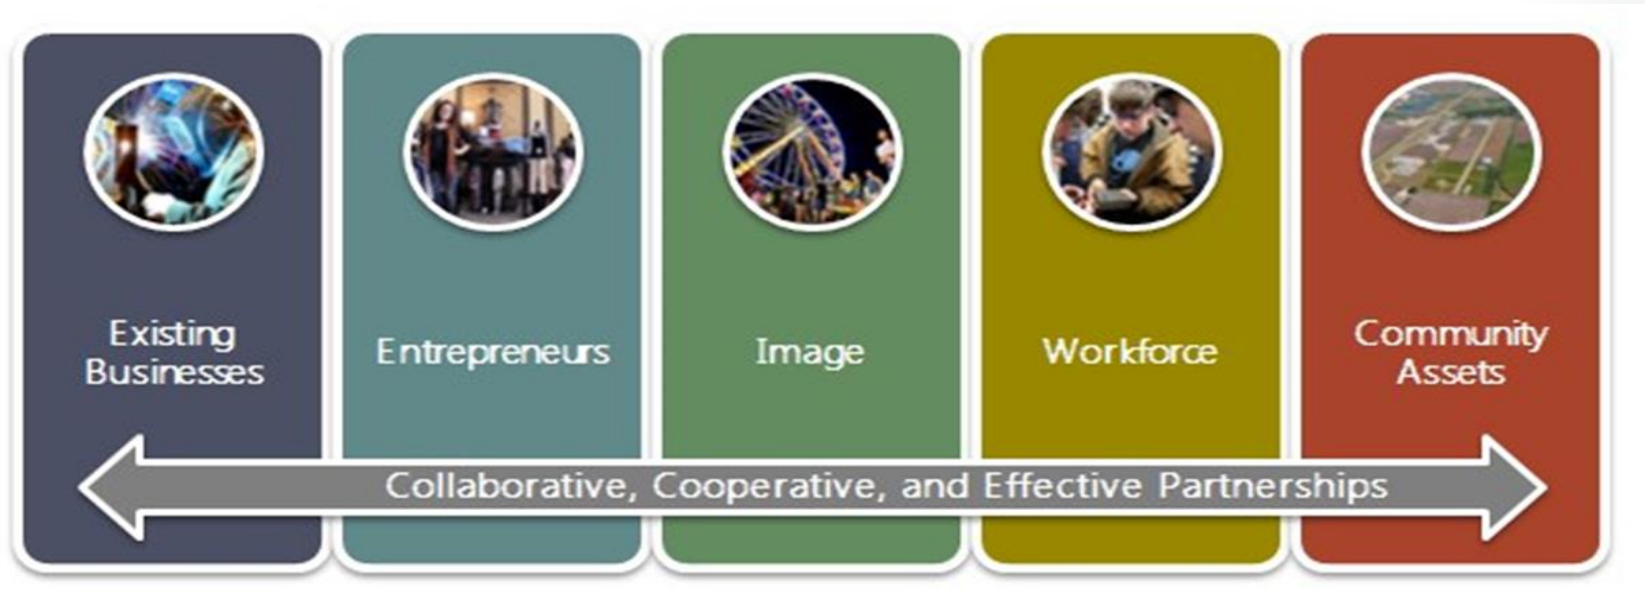 Existing
Businesses
Entrepreneurs
Image
Workforce
Community
Assets
Collaborative, Cooperative, and Effective Partnerships